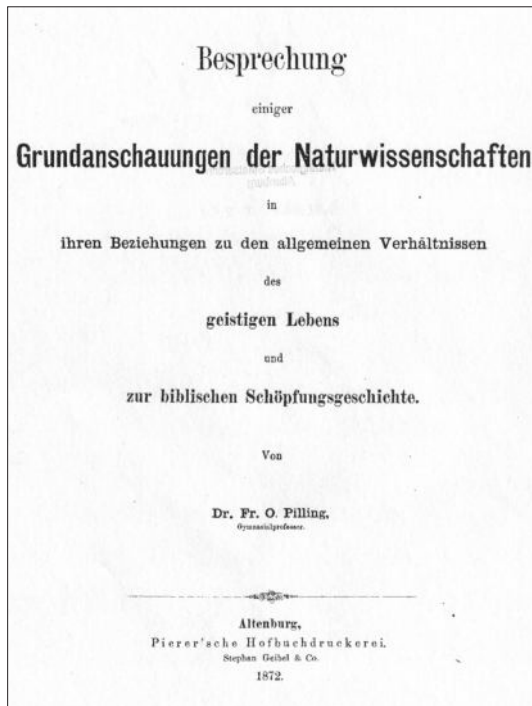 Besprechung
einiger
Grundanschauungen der Naturwissenschaften
in
ihren Beziehungen zu den allgemeinen Verhältnissen
des
geistigen Lebens
und
zur biblischen Schöpfungsgeschichte.
Von
Dr. Fr. O. Pilling,
Gymnasialprofessor.
Altenburg,
Pierer'sche Hofbuchdruckerei.
Stephan Geibel & Co.
1872.